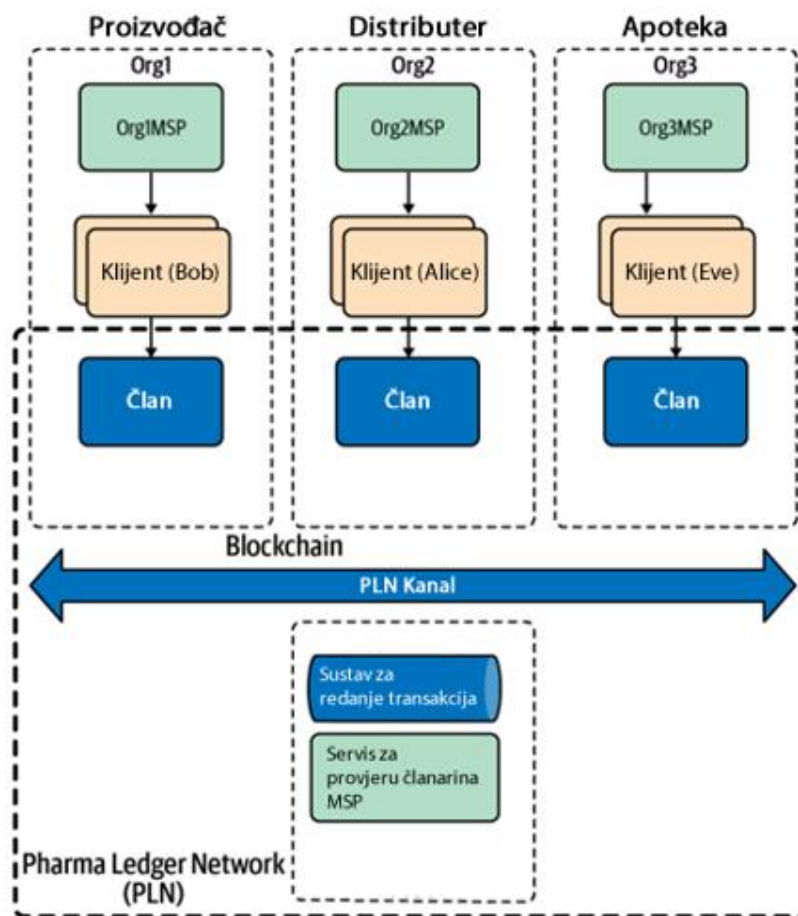 Proizvođač
Distributer
Apoteka
Org1
Org2
Org3
Org1MSP
Org2MSP
Org3MSP
Klijent (Bob)
Klijent (Alice)
Klijent (Eve)
Član
Član
Član
Blockchain
PLN Kanal
Sustav za
redanje transakcija
Servis za
provjeru članarina
MSP
Pharma Ledger Network
(PLN)